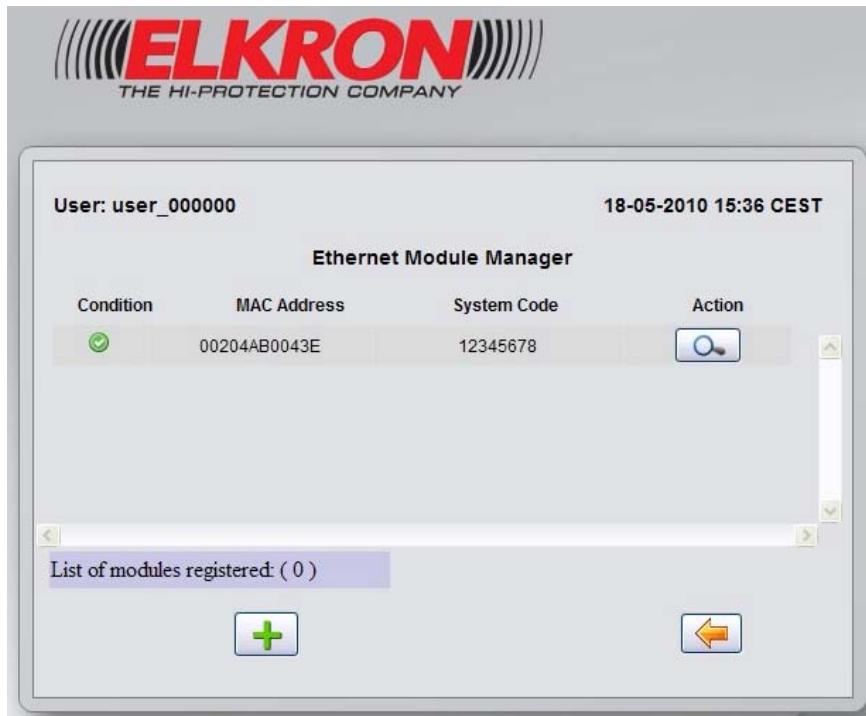 ELKRON
THE HI-PROTECTION COMPANY
User: user_000000 18-05-2010 15:36 CEST
Ethernet Module Manager
Condition MAC Address System Code Action
00204AB0043E 12345678
List of modules registered: ( 0 )